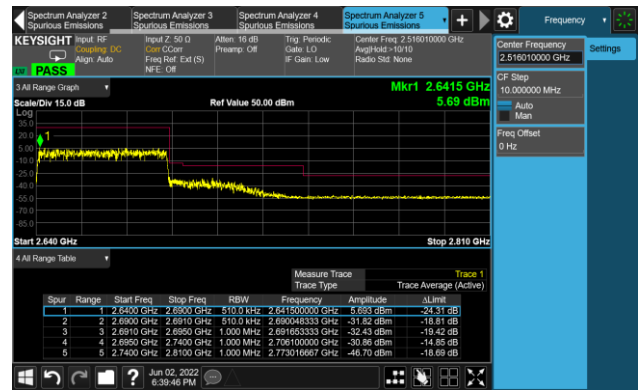 Spectrum Analyzer 2
Spurious Emissions
Spectrum Analyzer 3
Spurious Emissions
Spectrum Analyzer 4
Spurious Emissions
Spectrum Analyzer 5
Spurious Emissions
Frequency
KEYSIGHT
Input: RF
Coupling: DC
Align: Auto
Input Z: 50 Ω
Corr CCorr
Freq Ref: Ext (S)
NFE: Off
Atten: 16 dB
Preamp: Off
Trig: Periodic
Gate: LO
IF Gain: Low
Center Freq: 2.516010000 GHz
Avg|Hold:>10/10
Radio Std: None
PASS
Center Frequency
2.516010000 GHz
Settings
CF Step
10.000000 MHz
Auto
Man
Freq Offset
0 Hz
3 All Range Graph
Mkr1 2.6415 GHz
5.69 dBm
Scale/Div 15.0 dB
Ref Value 50.00 dBm
Log
35.0
20.0
5.00
-10.0
-25.0
-40.0
-55.0
-70.0
-85.0
1
Start 2.640 GHz
Stop 2.810 GHz
4 All Range Table
Measure Trace Trace 1
Trace Type Trace Average (Active)
Spur Range Start Freq Stop Freq RBW Frequency Amplitude ΔLimit
1 1 2.6400 GHz 2.6900 GHz 510.0 kHz 2.641500000 GHz 5.693 dBm -24.31 dB
2 2 2.6900 GHz 2.6910 GHz 510.0 kHz 2.690048333 GHz -31.82 dBm -18.81 dB
3 3 2.6910 GHz 2.6950 GHz 1.000 MHz 2.691653333 GHz -32.43 dBm -19.42 dB
4 4 2.6950 GHz 2.7400 GHz 1.000 MHz 2.706100000 GHz -30.86 dBm -14.85 dB
5 5 2.7400 GHz 2.8100 GHz 1.000 MHz 2.773016667 GHz -46.70 dBm -18.69 dB
Jun 02, 2022
6:39:46 PM